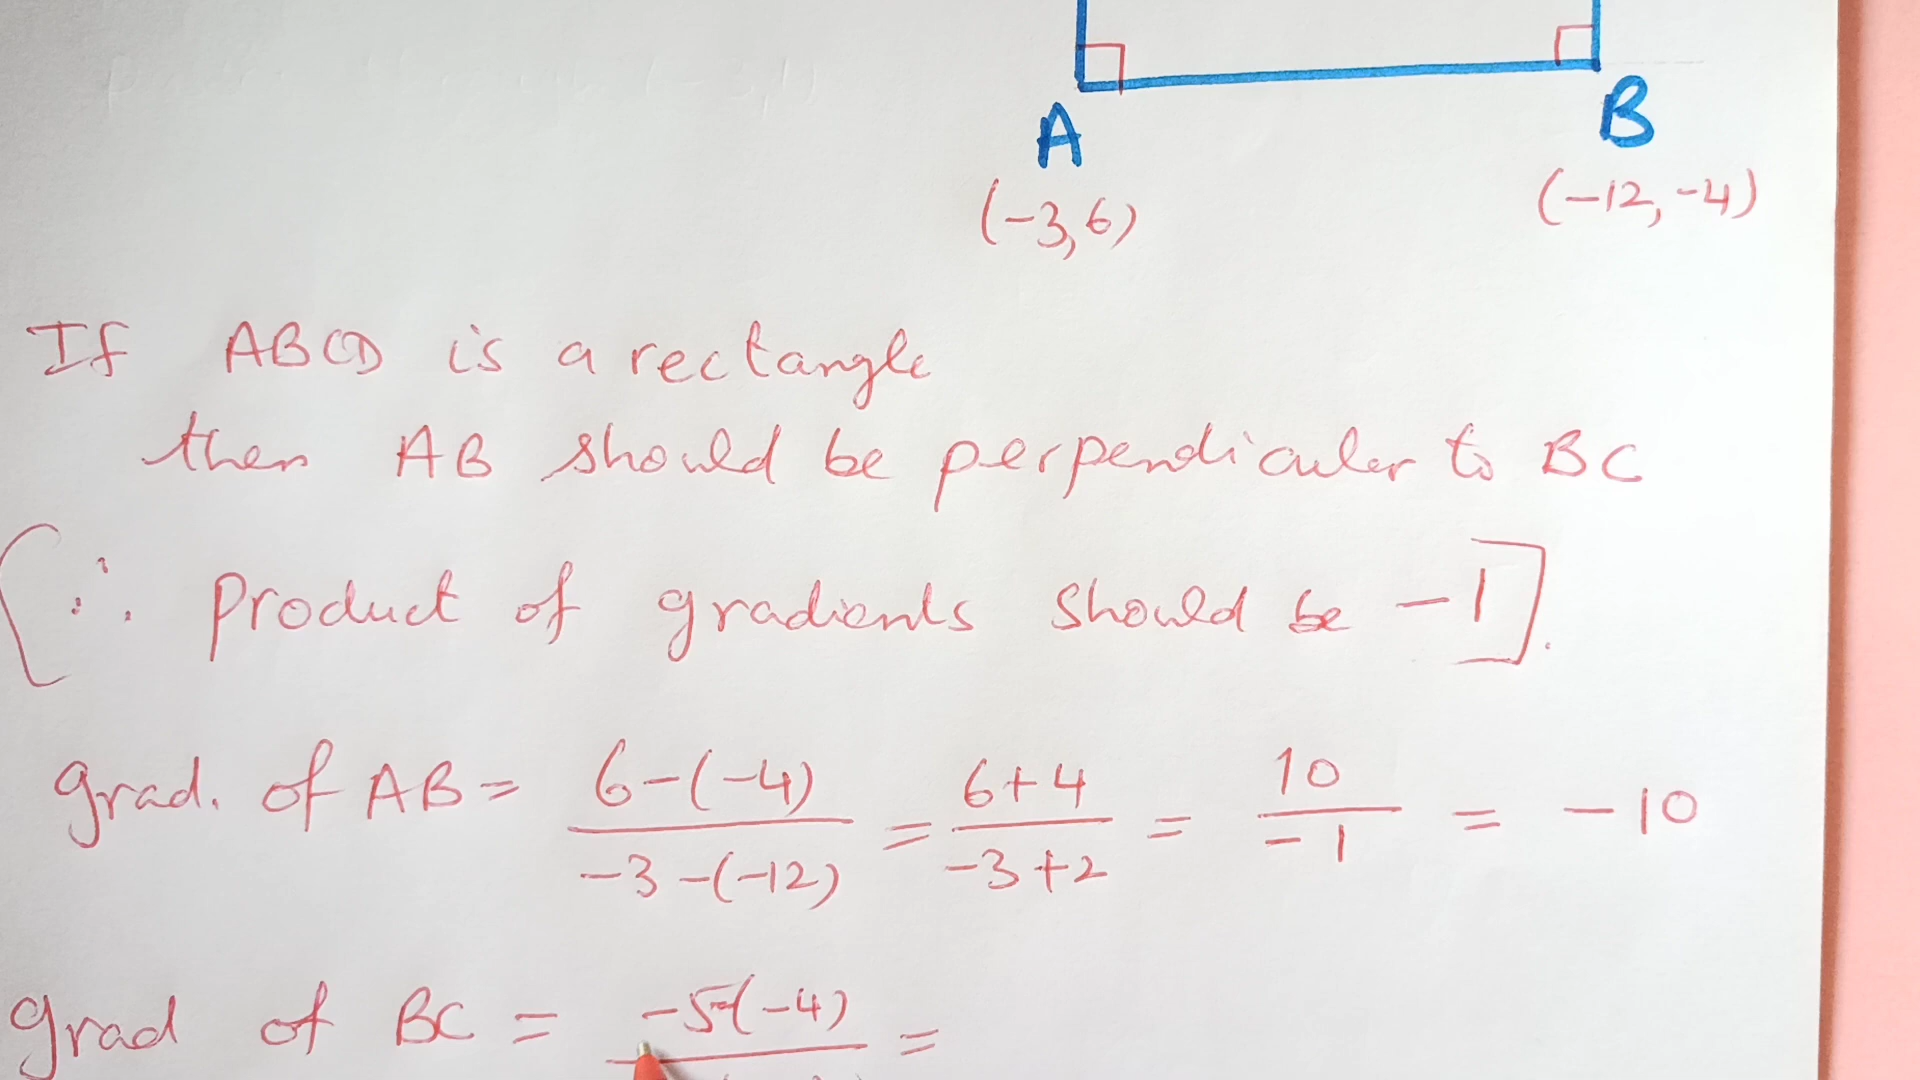 A
B
(-3,6)
(-12,-4)
If ABCD is a rectangle
then AB should be perpendicular to BC
[∴ product of gradients should be -1].
grad. of AB = 6-(-4) / -3-(-12) = 6+4 / -3+2 = 10 / -1 = -10
grad of BC = -5-(-4) =